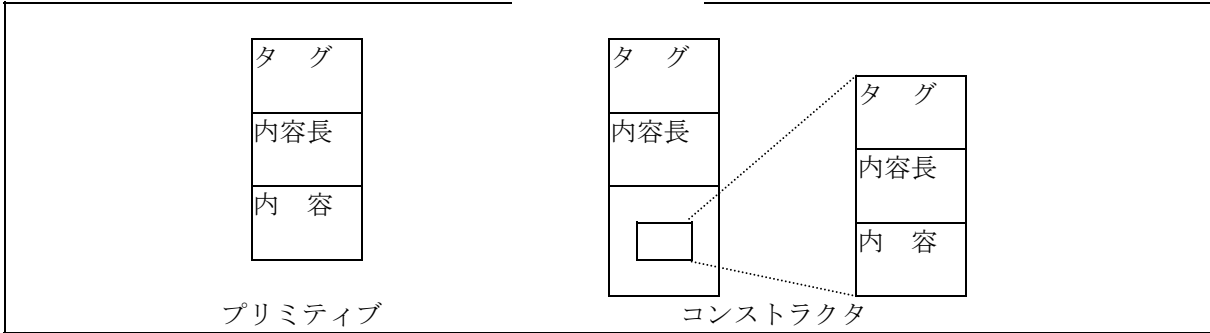 タ　グ
内容長
内　容
プリミティブ
タ　グ
内容長
タ　グ
内容長
内　容
コンストラクタ